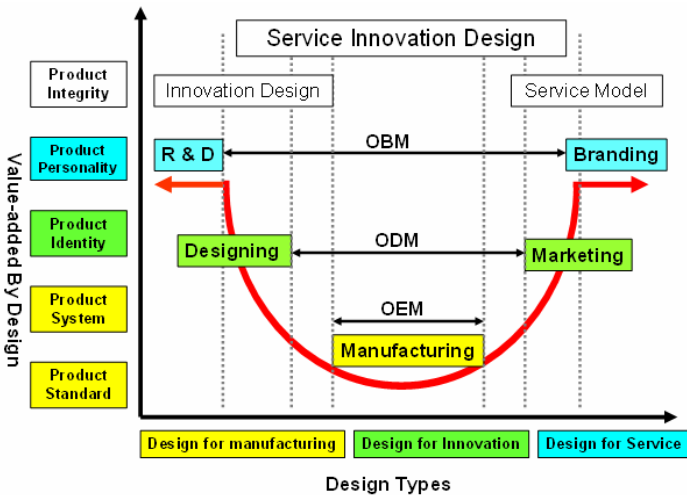 Service Innovation Design
Product
Integrity
Innovation Design
Service Model
Product
Personality
R & D
OBM
Branding
Value-added By Design
Product
Identity
Designing
ODM
Marketing
Product
System
OEM
Manufacturing
Product
Standard
Design for manufacturing
Design for Innovation
Design for Service
Design Types